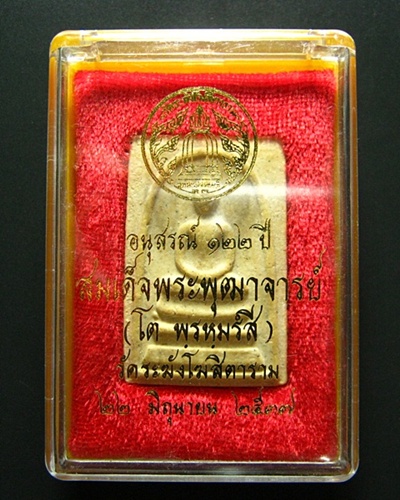 อนุสรณ์ ๑๒๒ ปี
สมเด็จพระพุฒาจารย์
(โต พฺรหฺมรํสี)
วัดระฆังโฆสิตาราม
๒๒ มิถุนายน ๒๕๓๗